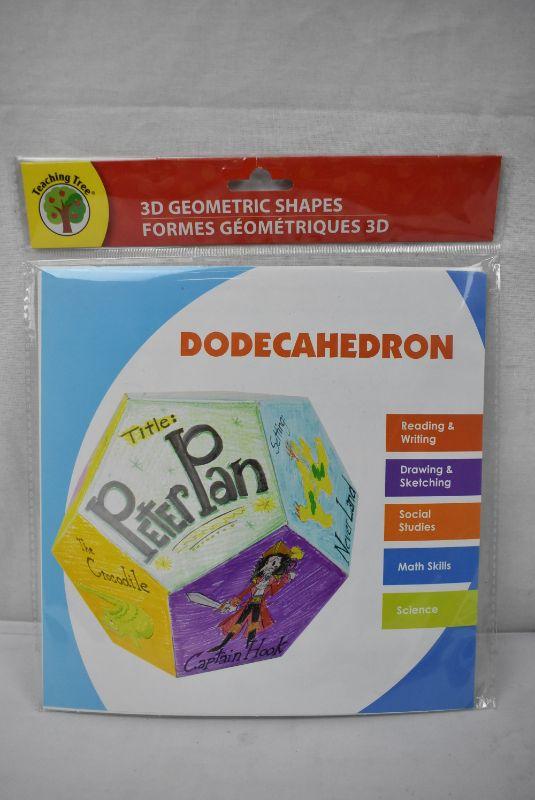 Teaching Tree®
3D GEOMETRIC SHAPES
FORMES GÉOMÉTRIQUES 3D
DODECAHEDRON
Title:
Peter Pan
Setting:
Never Land
The
Crocodile
Captain Hook
Reading &
Writing
Drawing &
Sketching
Social
Studies
Math Skills
Science